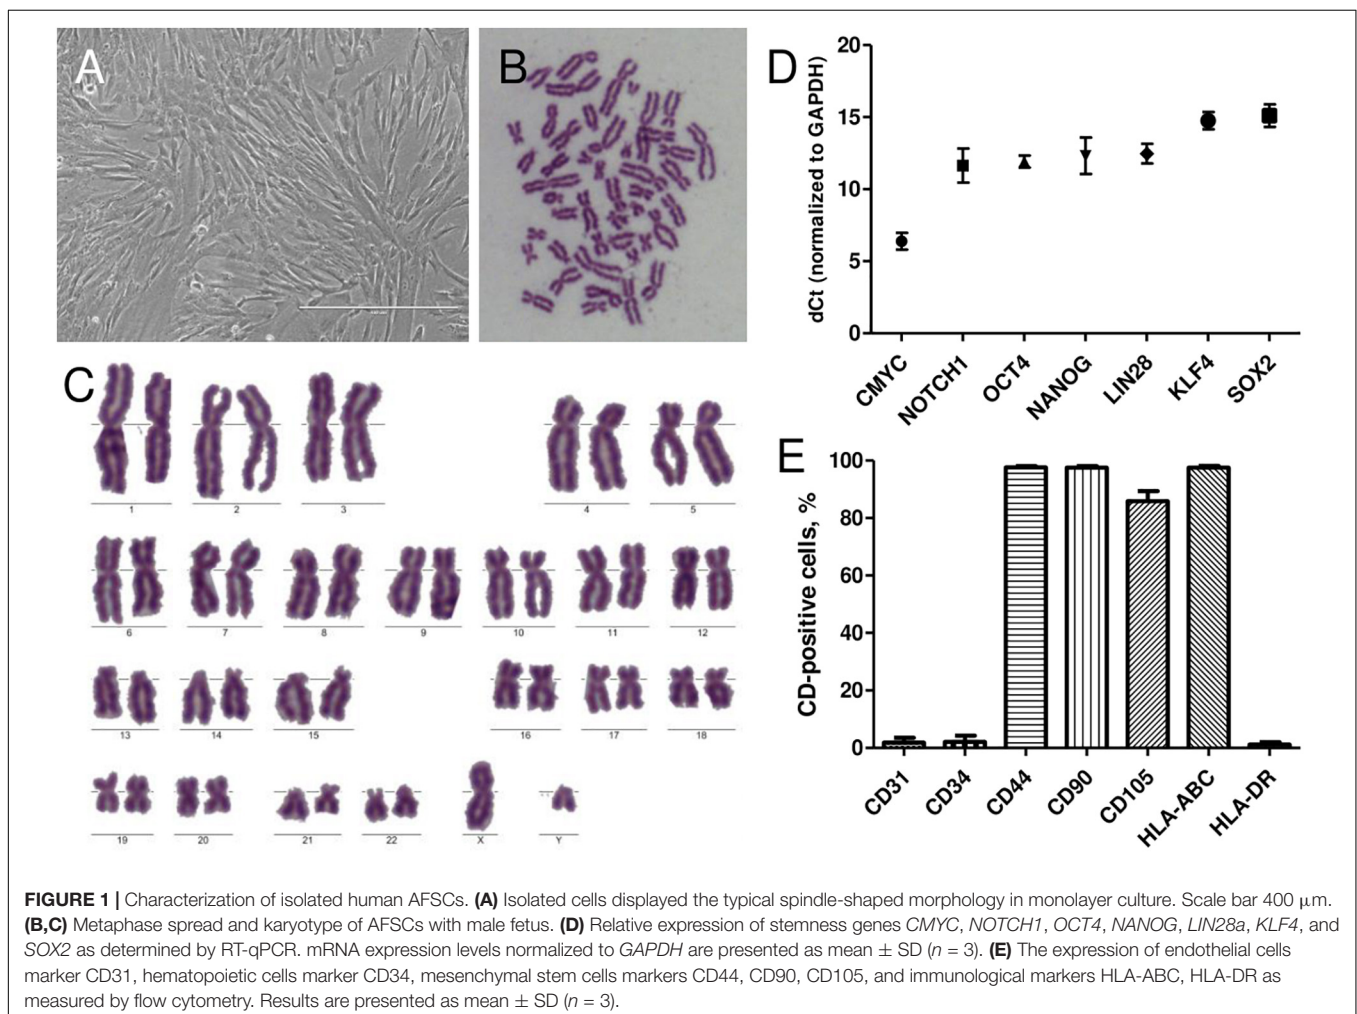 A
B
C
1
2
3
4
5
6
7
8
9
10
11
12
13
14
15
16
17
18
19
20
21
22
X
Y
D
dCt (normalized to GAPDH)
20
15
10
5
0
CMYC
NOTCH1
OCT4
NANOG
LIN28
KLF4
SOX2
E
CD-positive cells, %
100
80
60
40
20
0
CD31
CD34
CD44
CD90
CD105
HLA-ABC
HLA-DR
FIGURE 1 | Characterization of isolated human AFSCs. (A) Isolated cells displayed the typical spindle-shaped morphology in monolayer culture. Scale bar 400 μm.
(B,C) Metaphase spread and karyotype of AFSCs with male fetus. (D) Relative expression of stemness genes CMYC, NOTCH1, OCT4, NANOG, LIN28a, KLF4, and
SOX2 as determined by RT-qPCR. mRNA expression levels normalized to GAPDH are presented as mean ± SD (n = 3). (E) The expression of endothelial cells
marker CD31, hematopoietic cells marker CD34, mesenchymal stem cells markers CD44, CD90, CD105, and immunological markers HLA-ABC, HLA-DR as
measured by flow cytometry. Results are presented as mean ± SD (n = 3).